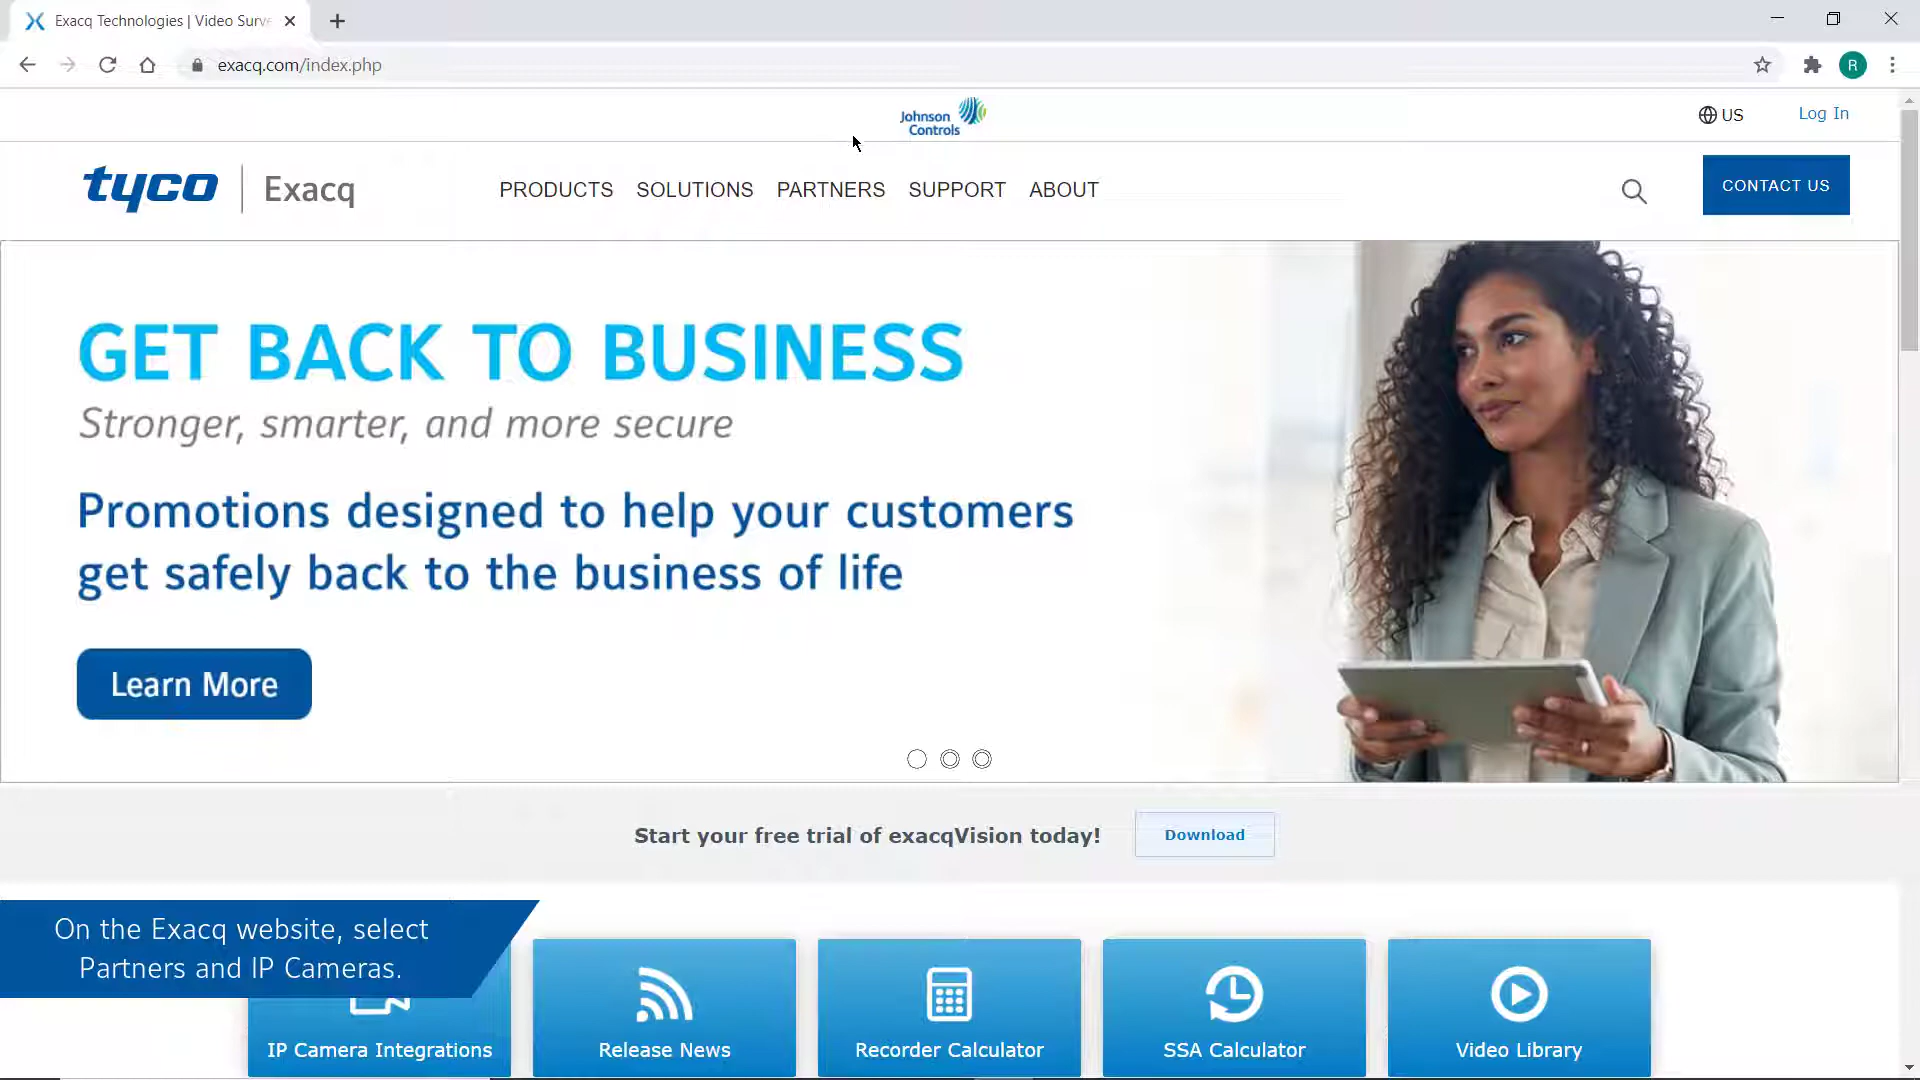 Exacq Technologies | Video Surve
exacq.com/index.php
R
Johnson
Controls
US
Log In
tyco
Exacq
PRODUCTS SOLUTIONS PARTNERS SUPPORT ABOUT
CONTACT US
GET BACK TO BUSINESS
Stronger, smarter, and more secure
Promotions designed to help your customers
get safely back to the business of life
Learn More
Start your free trial of exacqVision today!
Download
On the Exacq website, select
Partners and IP Cameras.
IP Camera Integrations
Release News
Recorder Calculator
SSA Calculator
Video Library